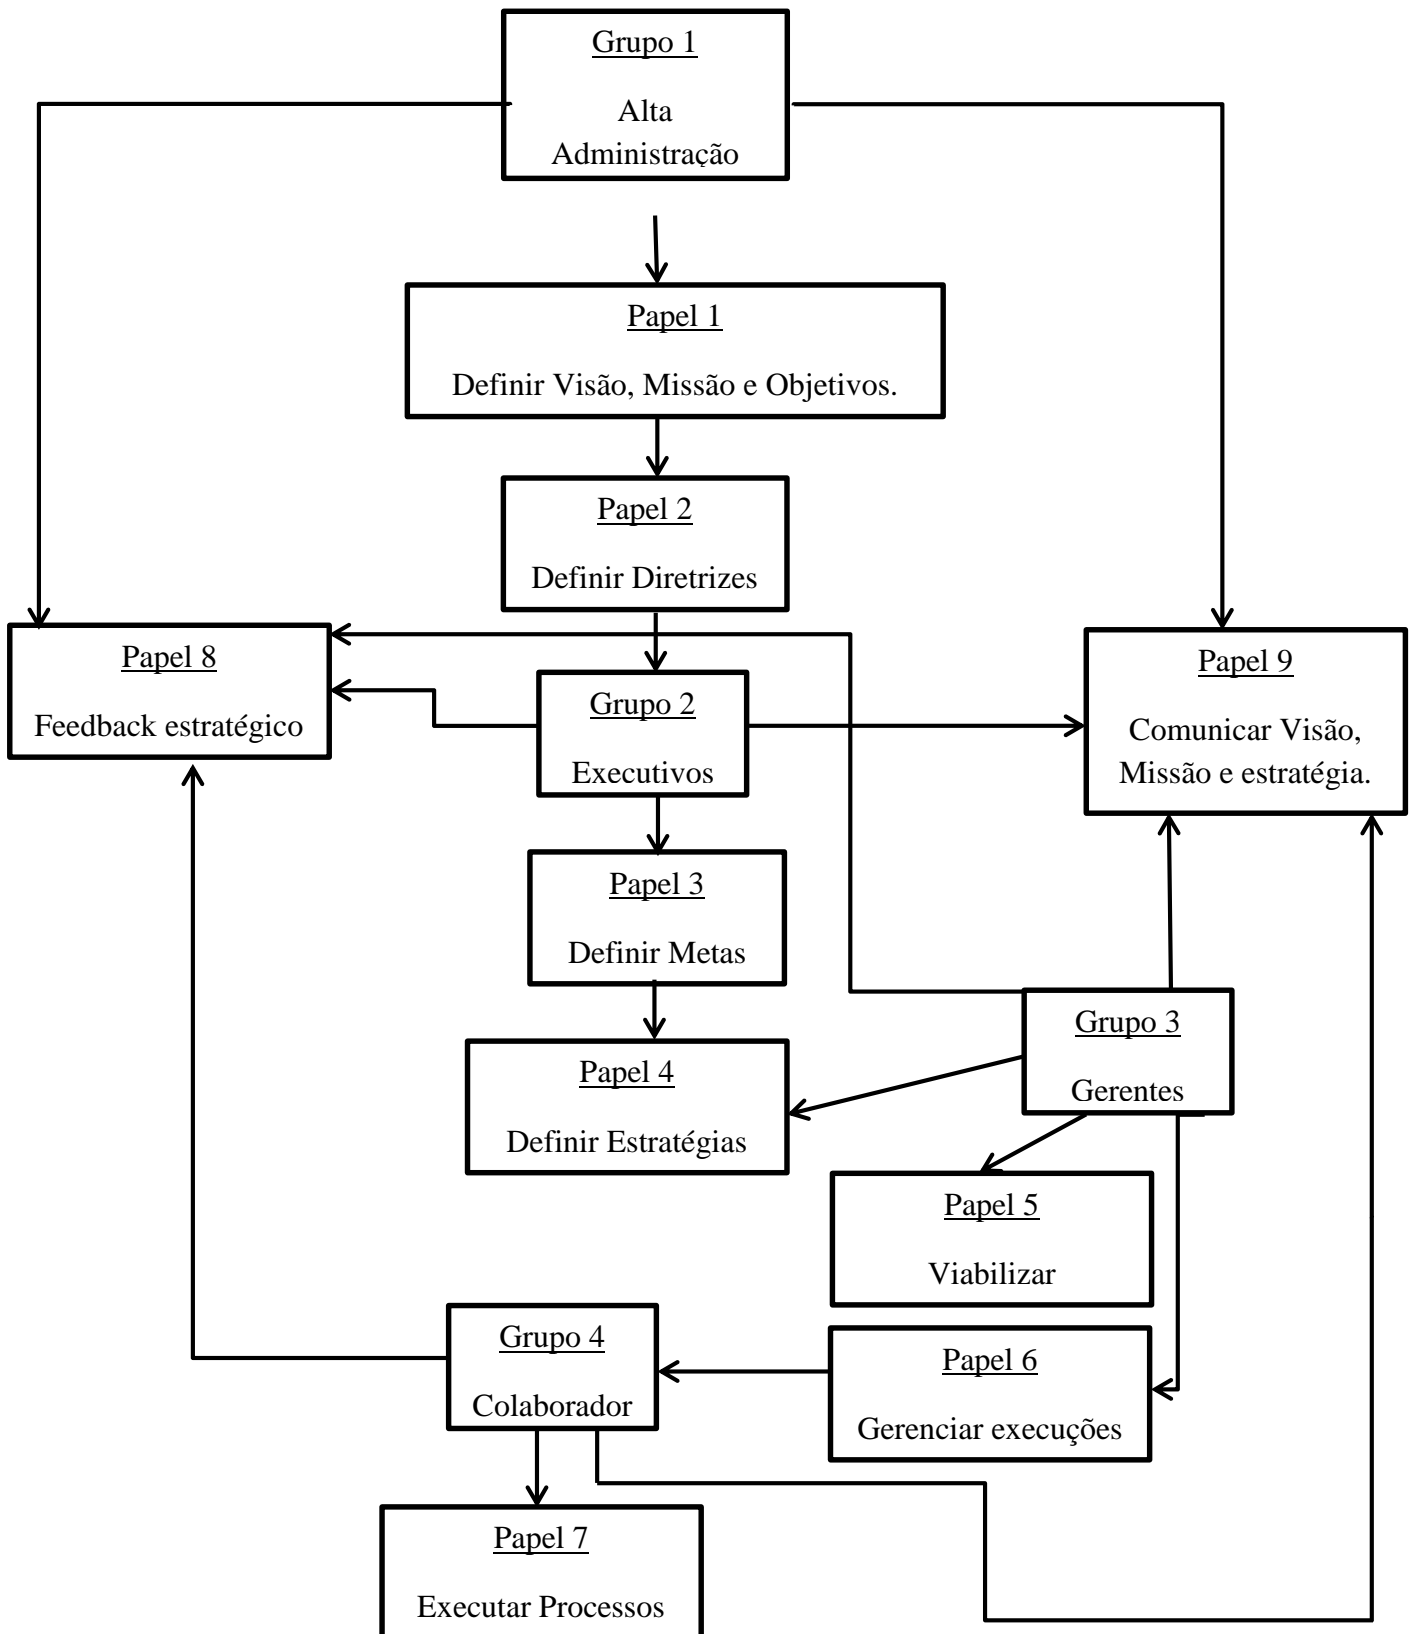 Grupo 1
Alta
Administração
Papel 1
Definir Visão, Missão e Objetivos.
Papel 2
Definir Diretrizes
Papel 8
Feedback estratégico
Grupo 2
Executivos
Papel 9
Comunicar Visão,
Missão e estratégia.
Papel 3
Definir Metas
Grupo 3
Gerentes
Papel 4
Definir Estratégias
Papel 5
Viabilizar
Grupo 4
Colaborador
Papel 6
Gerenciar execuções
Papel 7
Executar Processos